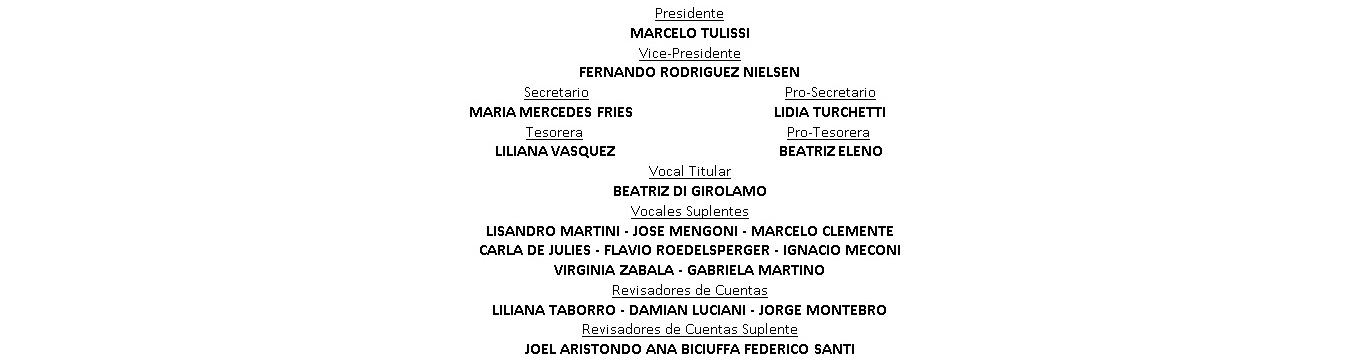 Presidente
MARCELO TULISSI
Vice-Presidente
FERNANDO RODRIGUEZ NIELSEN
Secretario Pro-Secretario
MARIA MERCEDES FRIES LIDIA TURCHETTI
Tesorera Pro-Tesorera
LILIANA VASQUEZ BEATRIZ ELENO
Vocal Titular
BEATRIZ DI GIROLAMO
Vocales Suplentes
LISANDRO MARTINI - JOSE MENGONI - MARCELO CLEMENTE
CARLA DE JULIES - FLAVIO ROEDELSPERGER - IGNACIO MECONI
VIRGINIA ZABALA - GABRIELA MARTINO
Revisadores de Cuentas
LILIANA TABORRO - DAMIAN LUCIANI - JORGE MONTEBRO
Revisadores de Cuentas Suplente
JOEL ARISTONDO ANA BICIUFFA FEDERICO SANTI